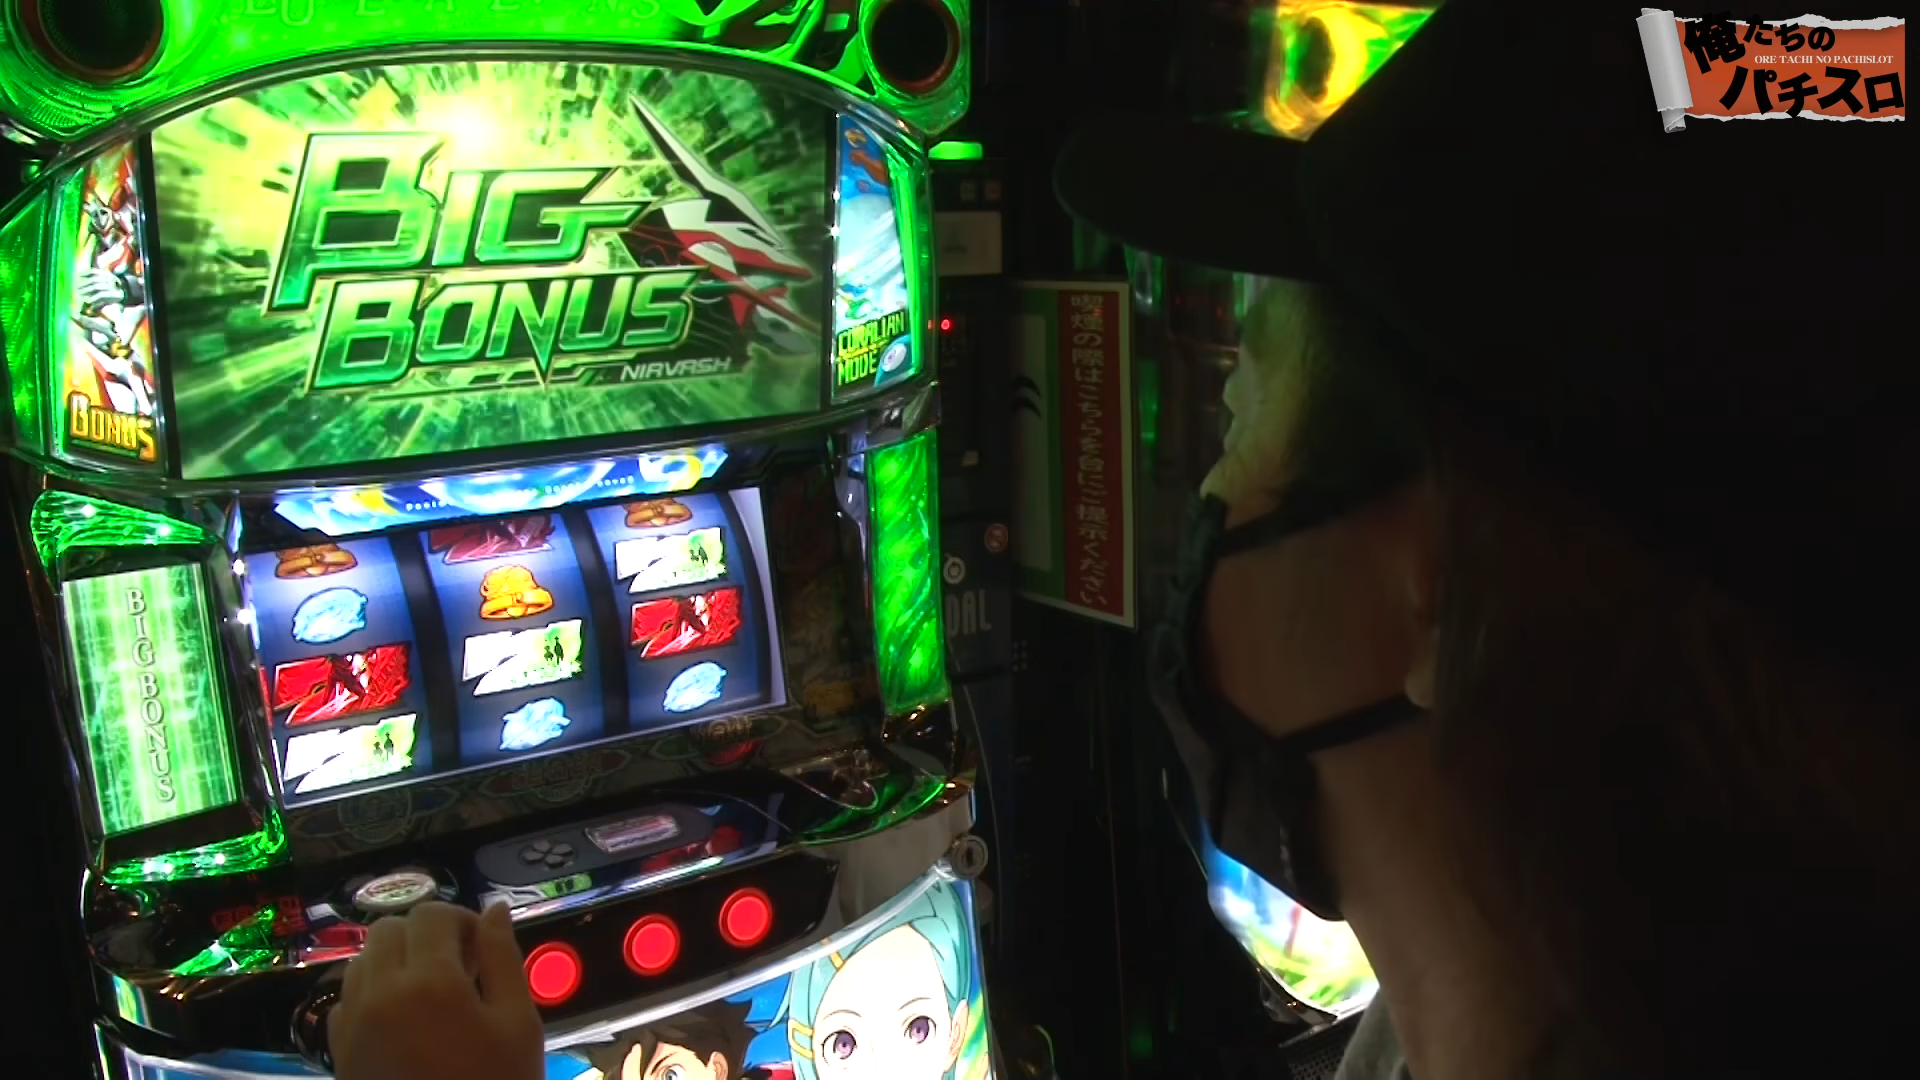 俺たちの
ORE TACHI NO PACHISLOT
パチスロ
BIG
BONUS
NIRVASH
BONUS
CORALIAN
MODE
喫煙の際はこちらを台にご提示ください
BIG BONUS